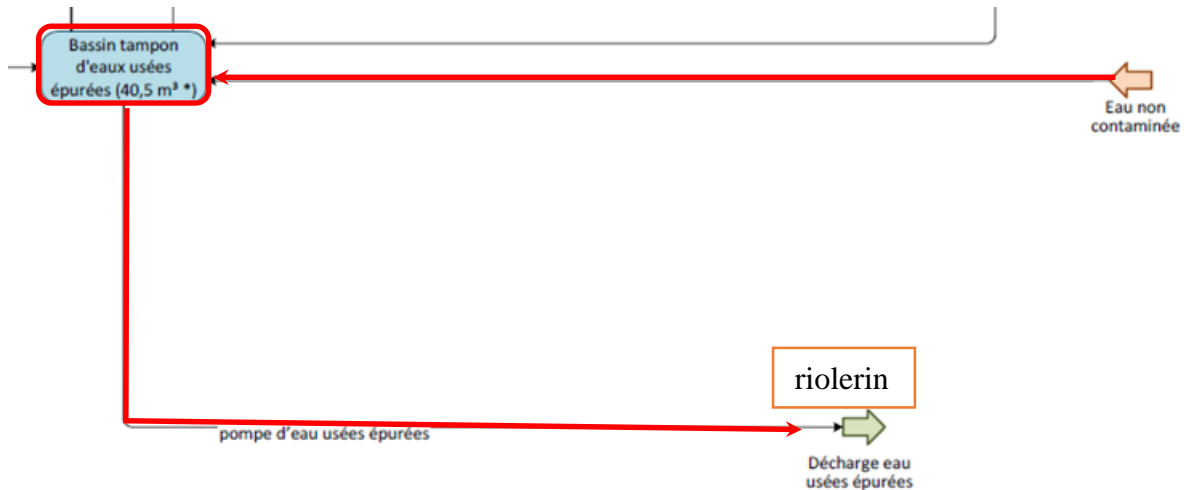 Bassin tampon
d'eaux usées
épurées (40,5 m³ *)
Eau non
contaminée
riolerin
pompe d'eau usées épurées
Décharge eau
usées épurées